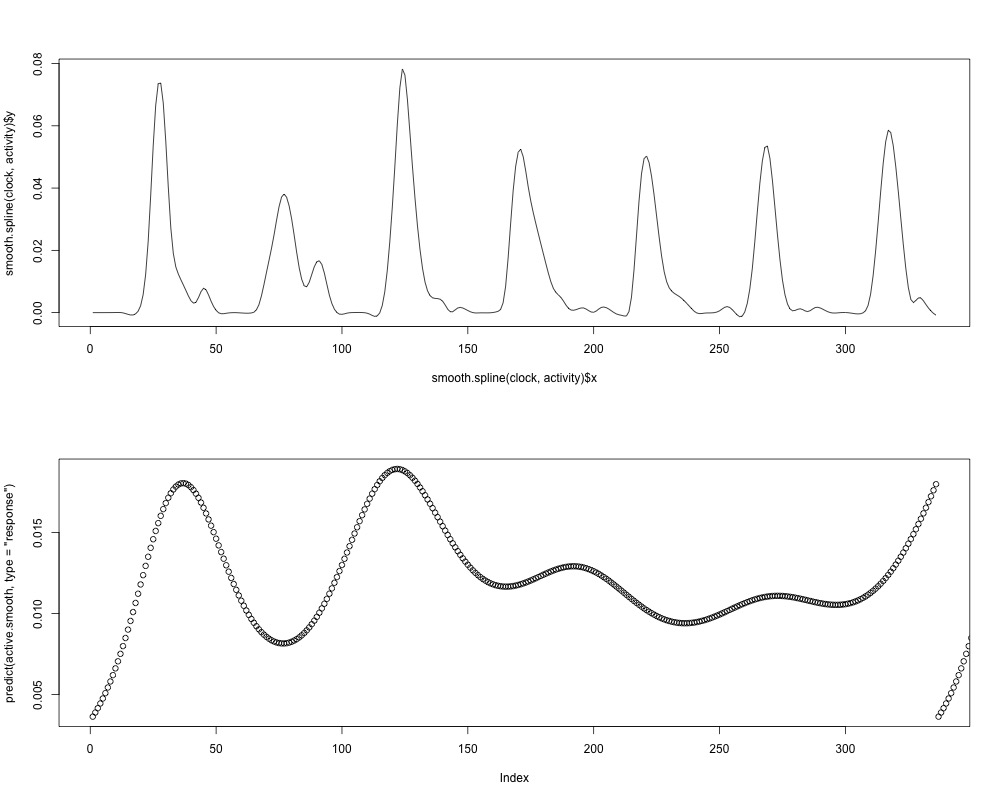 smooth.spline(clock, activity)$y
0.00 0.02 0.04 0.06 0.08
0 50 100 150 200 250 300
smooth.spline(clock, activity)$x
predict(active.smooth, type = "response")
0.005 0.010 0.015
0 50 100 150 200 250 300
Index